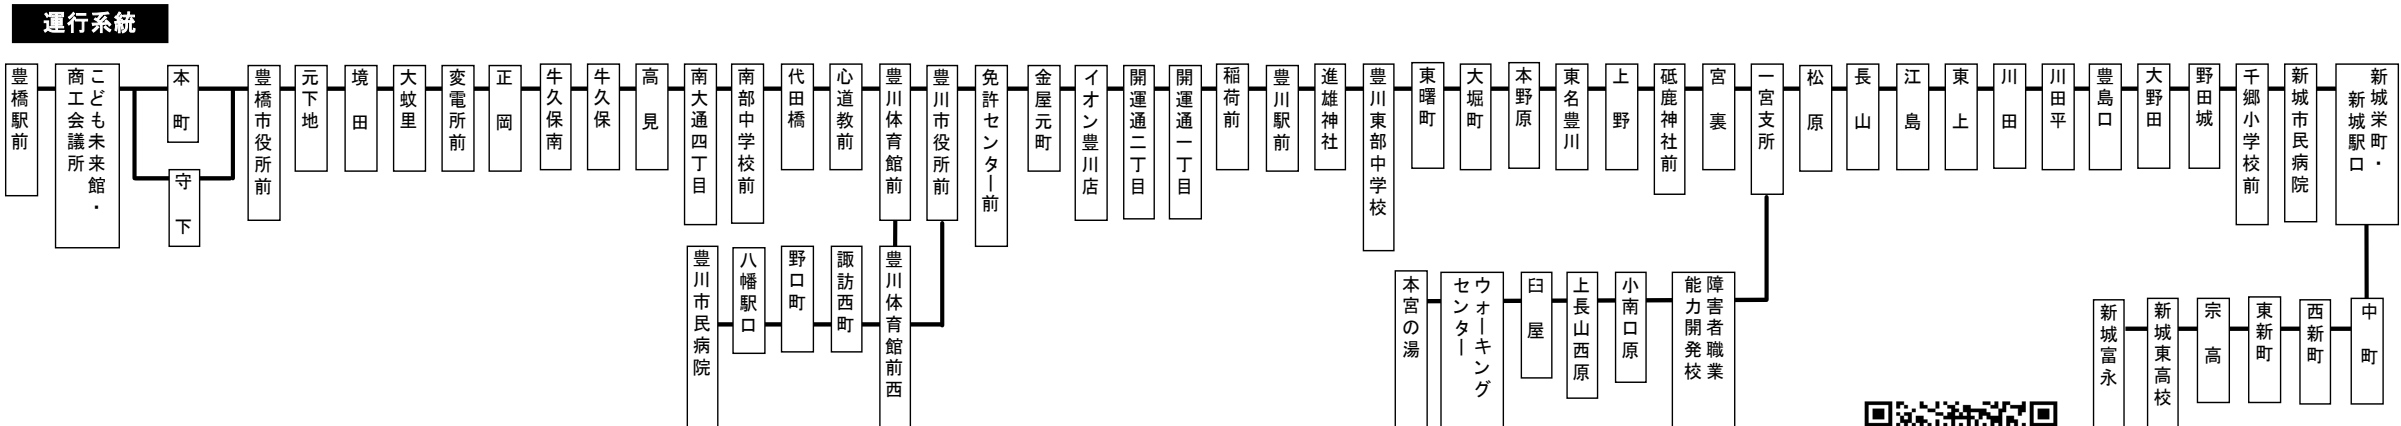 運行系統
豊橋駅前
こども未来館・
商工会議所
本町
守下
豊橋市役所前
元下地
境田
大蚊里
変電所前
正岡
牛久保南
牛久保
高見
南大通四丁目
南部中学校前
代田橋
心道教前
豊川体育館前
豊川市役所前
免許センター前
金屋元町
イオン豊川店
開運通二丁目
開運通一丁目
稲荷前
豊川駅前
進雄神社
豊川東部中学校
東曙町
大堀町
本野原
東名豊川
上野
砥鹿神社前
宮裏
一宮支所
松原
長山
江島
東上
川田
川田平
豊島口
大野田
野田城
千郷小学校前
新城市民病院
新城栄町・
新城駅口
豊川市民病院
八幡駅口
野口町
諏訪西町
豊川体育館前西
本宮の湯
ウォーキング
センター
臼屋
上長山西原
小南口原
障害者職業
能力開発校
新城富永
新城東高校
宗高
東新町
西新町
中町